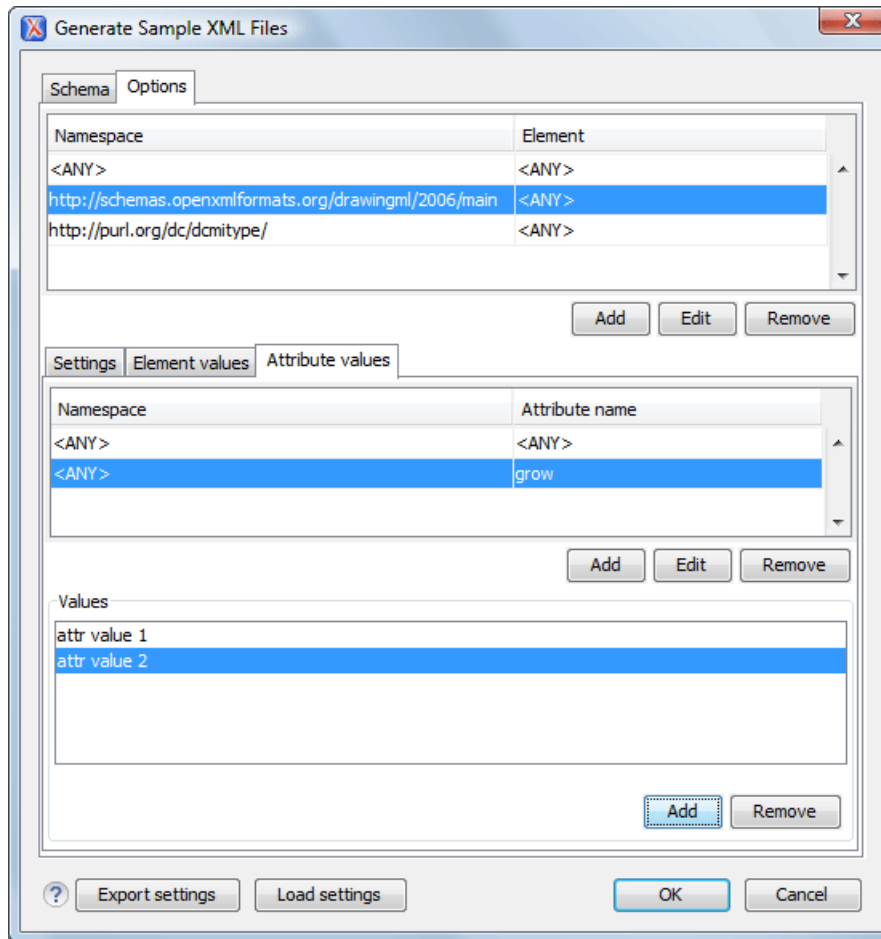 Generate Sample XML Files
Schema Options
Namespace Element
<ANY> <ANY>
http://schemas.openxmlformats.org/drawingml/2006/main <ANY>
http://purl.org/dc/dcmitype/ <ANY>
Add Edit Remove
Settings Element values Attribute values
Namespace Attribute name
<ANY> <ANY>
<ANY> grow
Add Edit Remove
Values
attr value 1
attr value 2
Add Remove
? Export settings Load settings OK Cancel